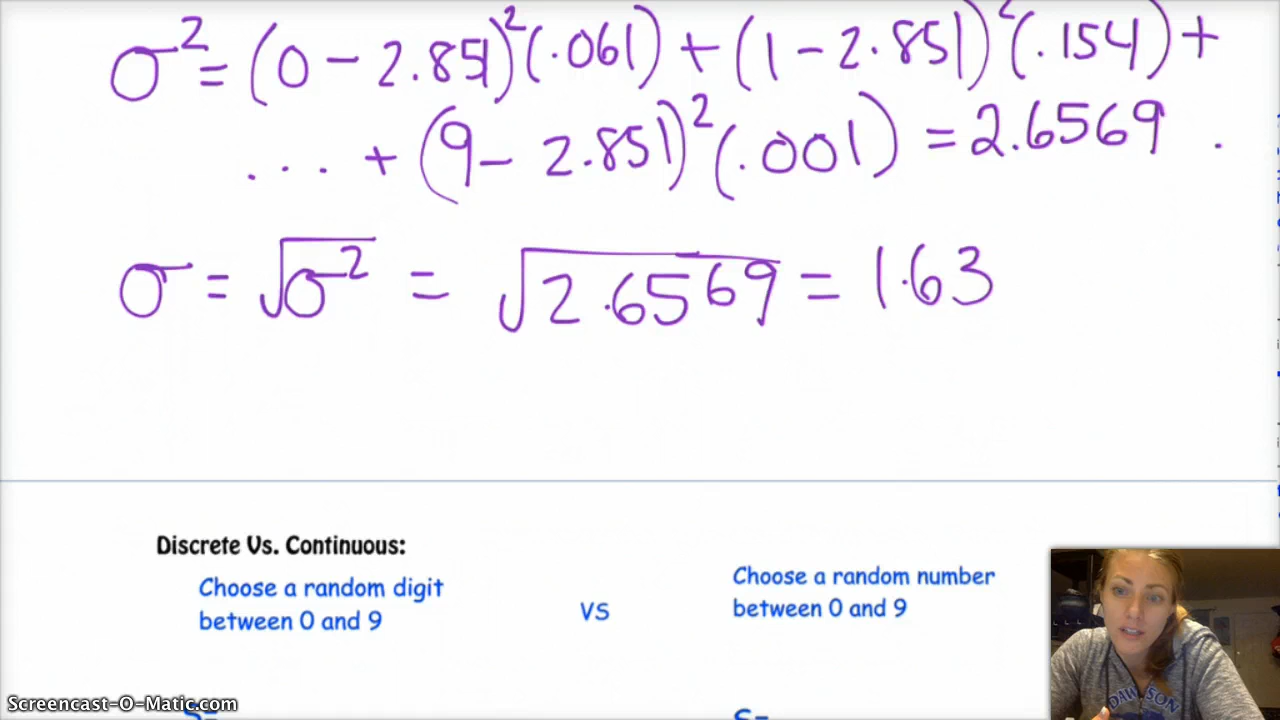 σ² = (0 - 2.851)²(.061) + (1 - 2.851)²(.154) +
... + (9 - 2.851)²(.001) = 2.6569 .
σ = √σ² = √2.6569 = 1.63
Discrete Vs. Continuous:
Choose a random digit
between 0 and 9
VS
Choose a random number
between 0 and 9
DAWSON
Screencast-O-Matic.com
S=
S=